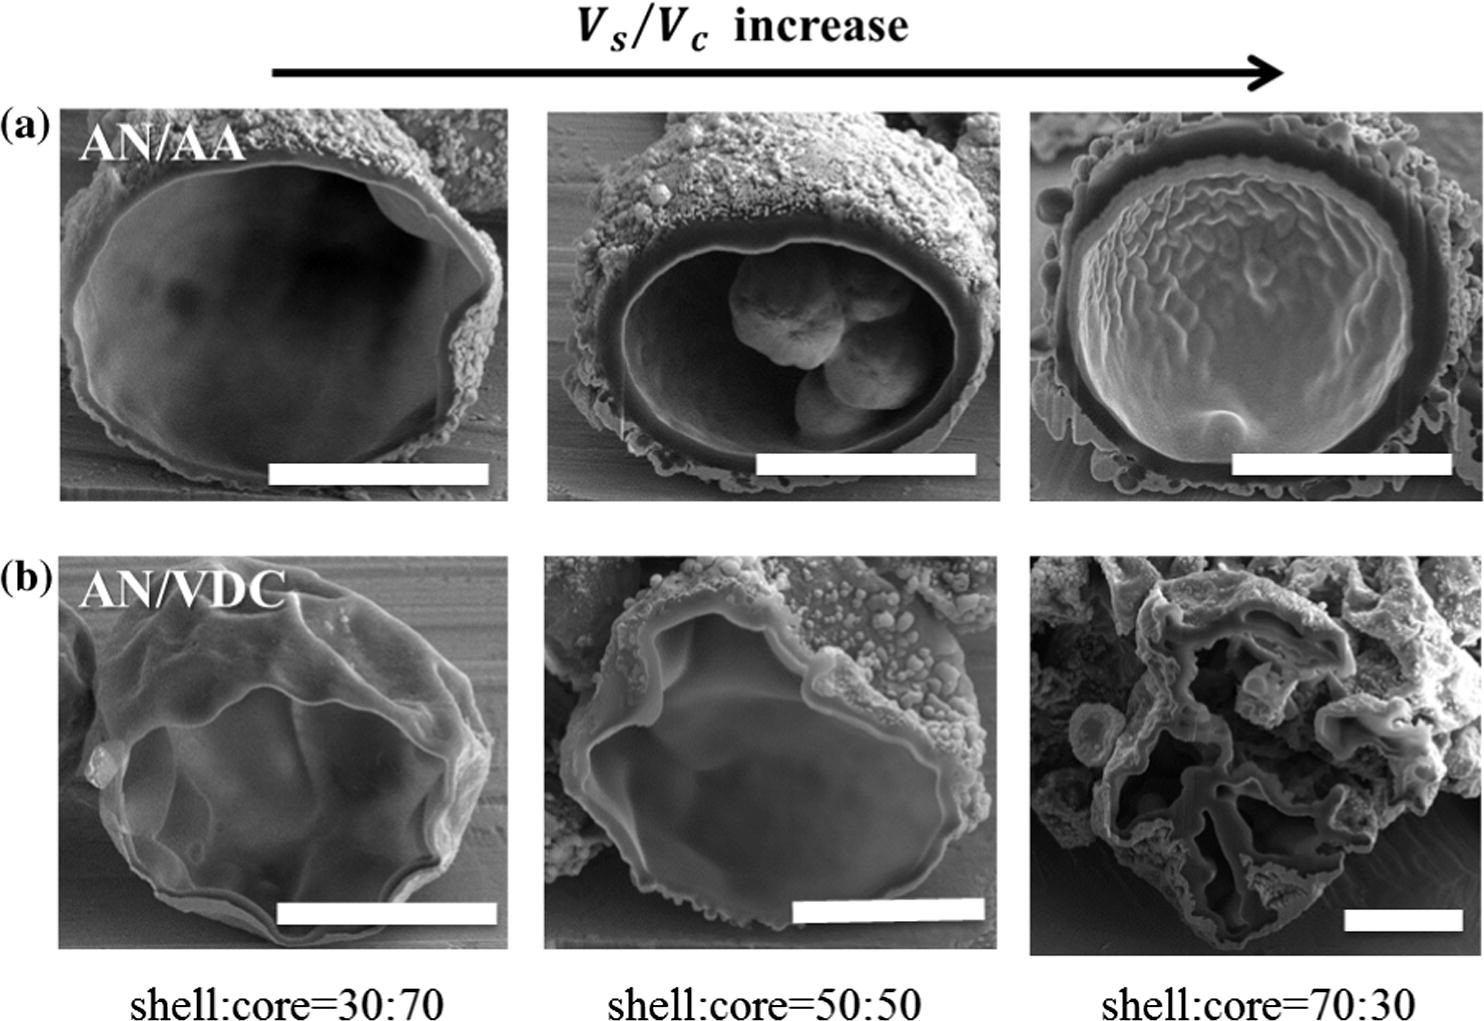 Vs/Vc increase
(a)
AN/AA
(b)
AN/VDC
shell:core=30:70
shell:core=50:50
shell:core=70:30